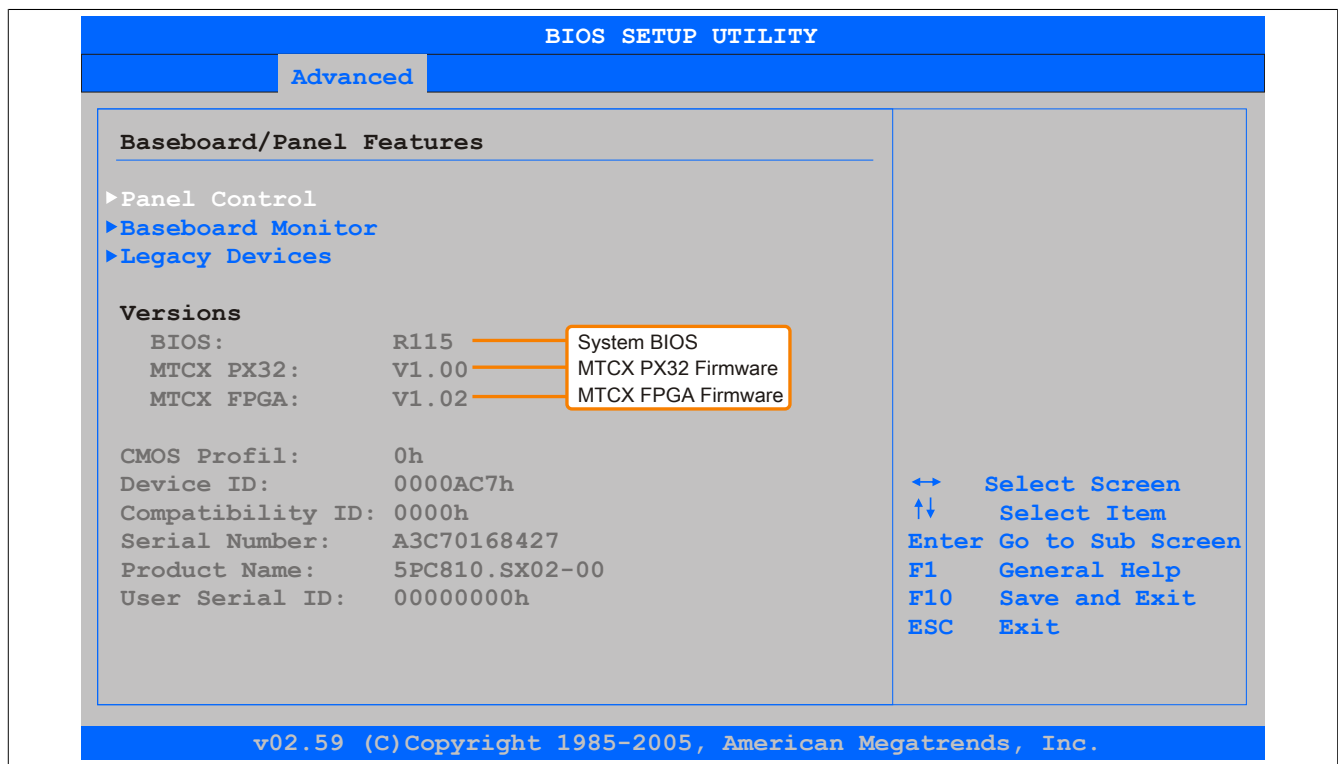 BIOS SETUP UTILITY
Advanced
Baseboard/Panel Features
▶Panel Control
▶Baseboard Monitor
▶Legacy Devices
Versions
BIOS: R115 System BIOS
MTCX PX32: V1.00 MTCX PX32 Firmware
MTCX FPGA: V1.02 MTCX FPGA Firmware
CMOS Profil: 0h
Device ID: 0000AC7h
Compatibility ID: 0000h
Serial Number: A3C70168427
Product Name: 5PC810.SX02-00
User Serial ID: 00000000h
↔ Select Screen
↑↓ Select Item
Enter Go to Sub Screen
F1 General Help
F10 Save and Exit
ESC Exit
v02.59 (C)Copyright 1985-2005, American Megatrends, Inc.